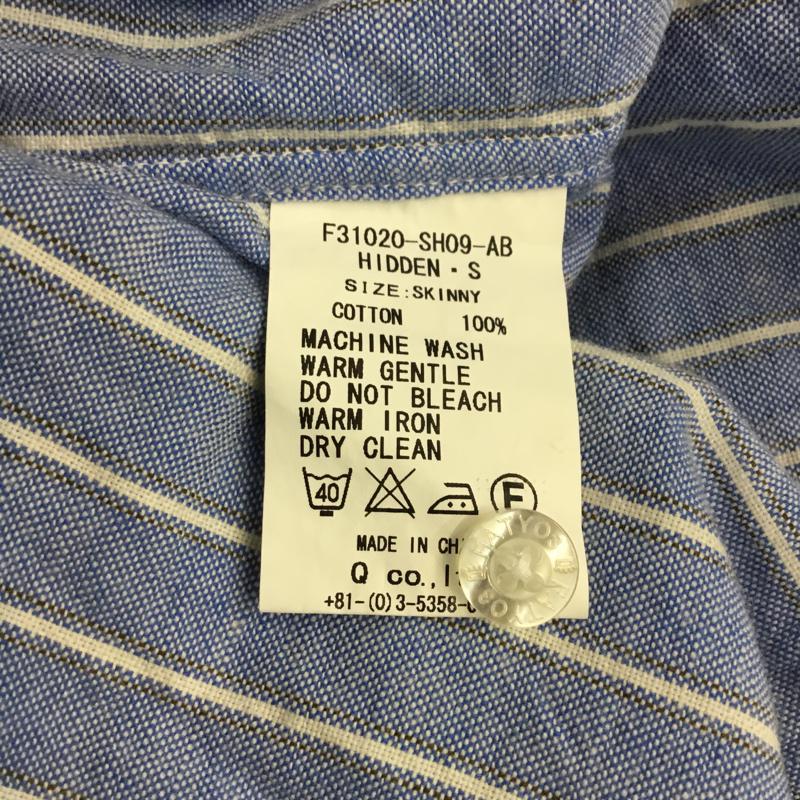 F31020-SH09-AB
HIDDEN・S
SIZE:SKINNY
COTTON 100%
MACHINE WASH
WARM GENTLE
DO NOT BLEACH
WARM IRON
DRY CLEAN
40
F
MADE IN
Q co.,
+81-(0)3-5358-